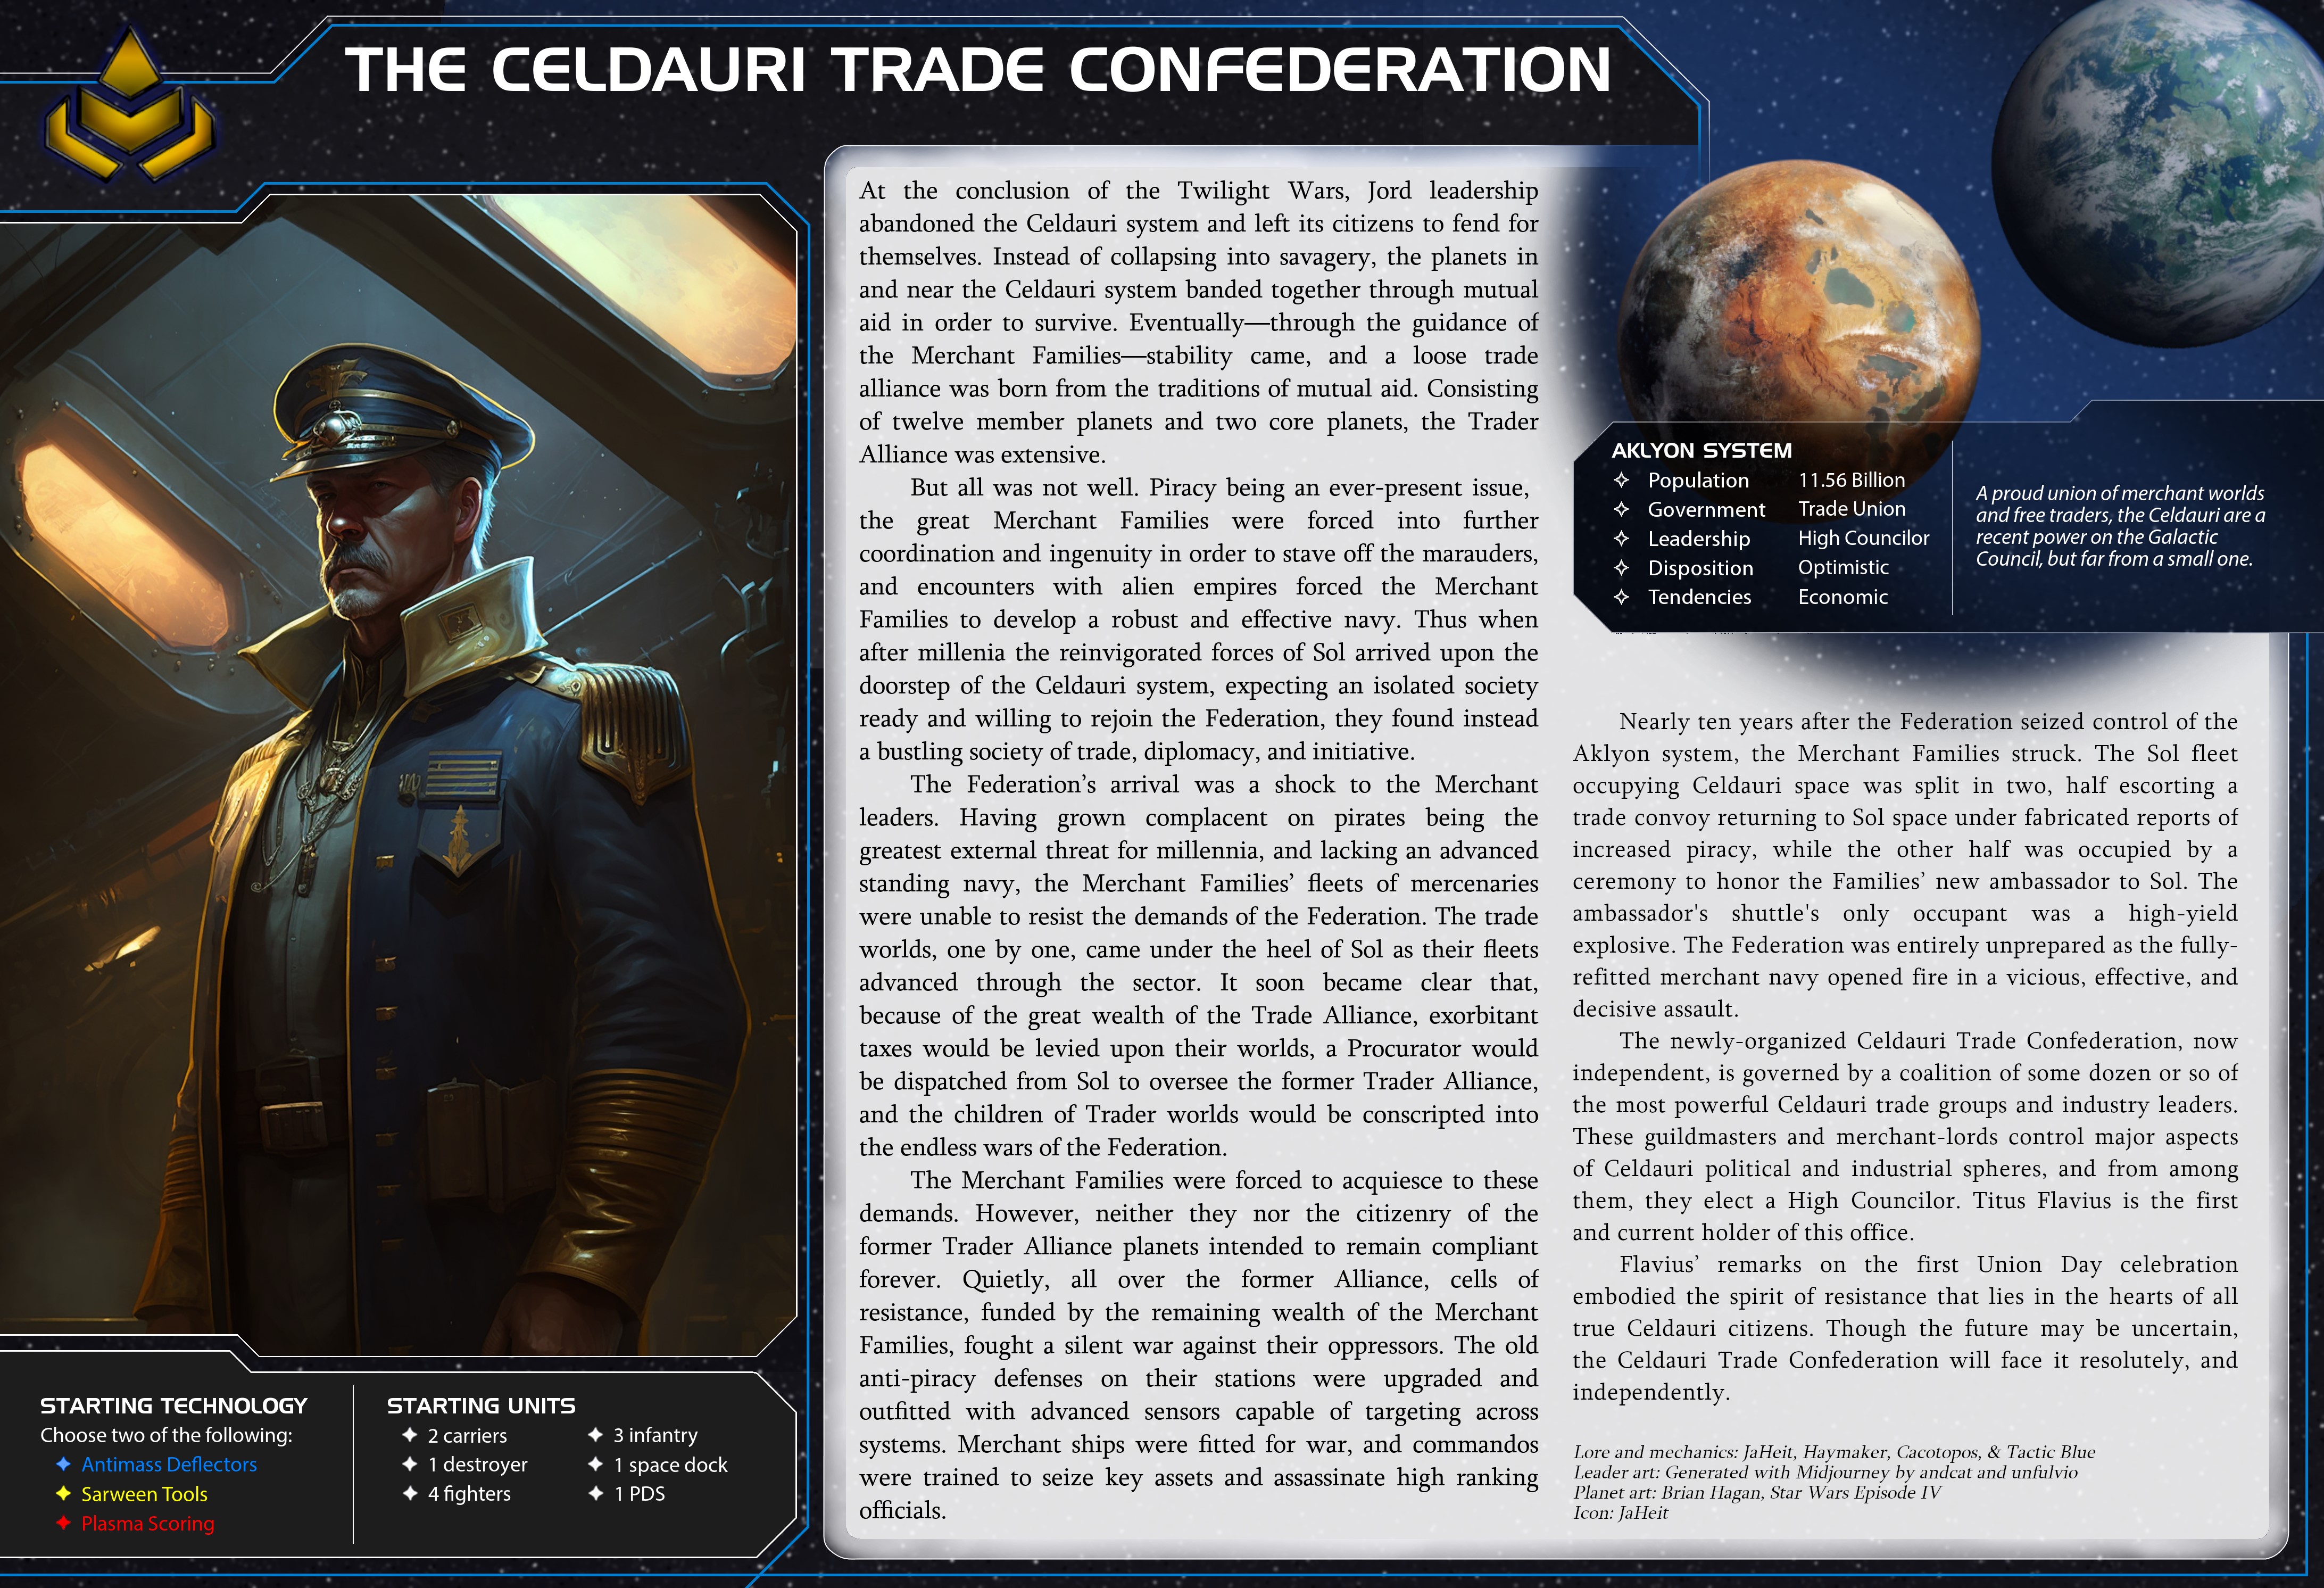 THE CELDAURI TRADE CONFEDERATION
At the conclusion of the Twilight Wars, Jord leadership
abandoned the Celdauri system and left its citizens to fend for
themselves. Instead of collapsing into savagery, the planets in
and near the Celdauri system banded together through mutual
aid in order to survive. Eventually—through the guidance of
the Merchant Families—stability came, and a loose trade
alliance was born from the traditions of mutual aid. Consisting
of twelve member planets and two core planets, the Trader
Alliance was extensive.
But all was not well. Piracy being an ever-present issue,
the great Merchant Families were forced into further
coordination and ingenuity in order to stave off the marauders,
and encounters with alien empires forced the Merchant
Families to develop a robust and effective navy. Thus when
after millenia the reinvigorated forces of Sol arrived upon the
doorstep of the Celdauri system, expecting an isolated society
ready and willing to rejoin the Federation, they found instead
a bustling society of trade, diplomacy, and initiative.
The Federation's arrival was a shock to the Merchant
leaders. Having grown complacent on pirates being the
greatest external threat for millennia, and lacking an advanced
standing navy, the Merchant Families' fleets of mercenaries
were unable to resist the demands of the Federation. The trade
worlds, one by one, came under the heel of Sol as their fleets
advanced through the sector. It soon became clear that,
because of the great wealth of the Trade Alliance, exorbitant
taxes would be levied upon their worlds, a Procurator would
be dispatched from Sol to oversee the former Trader Alliance,
and the children of Trader worlds would be conscripted into
the endless wars of the Federation.
The Merchant Families were forced to acquiesce to these
demands. However, neither they nor the citizenry of the
former Trader Alliance planets intended to remain compliant
forever. Quietly, all over the former Alliance, cells of
resistance, funded by the remaining wealth of the Merchant
Families, fought a silent war against their oppressors. The old
anti-piracy defenses on their stations were upgraded and
outfitted with advanced sensors capable of targeting across
systems. Merchant ships were fitted for war, and commandos
were trained to seize key assets and assassinate high ranking
officials.
AKLYON SYSTEM
Population 11.56 Billion
Government Trade Union
Leadership High Councilor
Disposition Optimistic
Tendencies Economic
A proud union of merchant worlds
and free traders, the Celdauri are a
recent power on the Galactic
Council, but far from a small one.
Nearly ten years after the Federation seized control of the
Aklyon system, the Merchant Families struck. The Sol fleet
occupying Celdauri space was split in two, half escorting a
trade convoy returning to Sol space under fabricated reports of
increased piracy, while the other half was occupied by a
ceremony to honor the Families' new ambassador to Sol. The
ambassador's shuttle's only occupant was a high-yield
explosive. The Federation was entirely unprepared as the fully-
refitted merchant navy opened fire in a vicious, effective, and
decisive assault.
The newly-organized Celdauri Trade Confederation, now
independent, is governed by a coalition of some dozen or so of
the most powerful Celdauri trade groups and industry leaders.
These guildmasters and merchant-lords control major aspects
of Celdauri political and industrial spheres, and from among
them, they elect a High Councilor. Titus Flavius is the first
and current holder of this office.
Flavius' remarks on the first Union Day celebration
embodied the spirit of resistance that lies in the hearts of all
true Celdauri citizens. Though the future may be uncertain,
the Celdauri Trade Confederation will face it resolutely, and
independently.
Lore and mechanics: JaHeit, Haymaker, Cacotopos, & Tactic Blue
Leader art: Generated with Midjourney by andcat and unfulvio
Planet art: Brian Hagan, Star Wars Episode IV
Icon: JaHeit
STARTING TECHNOLOGY
Choose two of the following:
Antimass Deflectors
Sarween Tools
Plasma Scoring
STARTING UNITS
2 carriers
1 destroyer
4 fighters
3 infantry
1 space dock
1 PDS